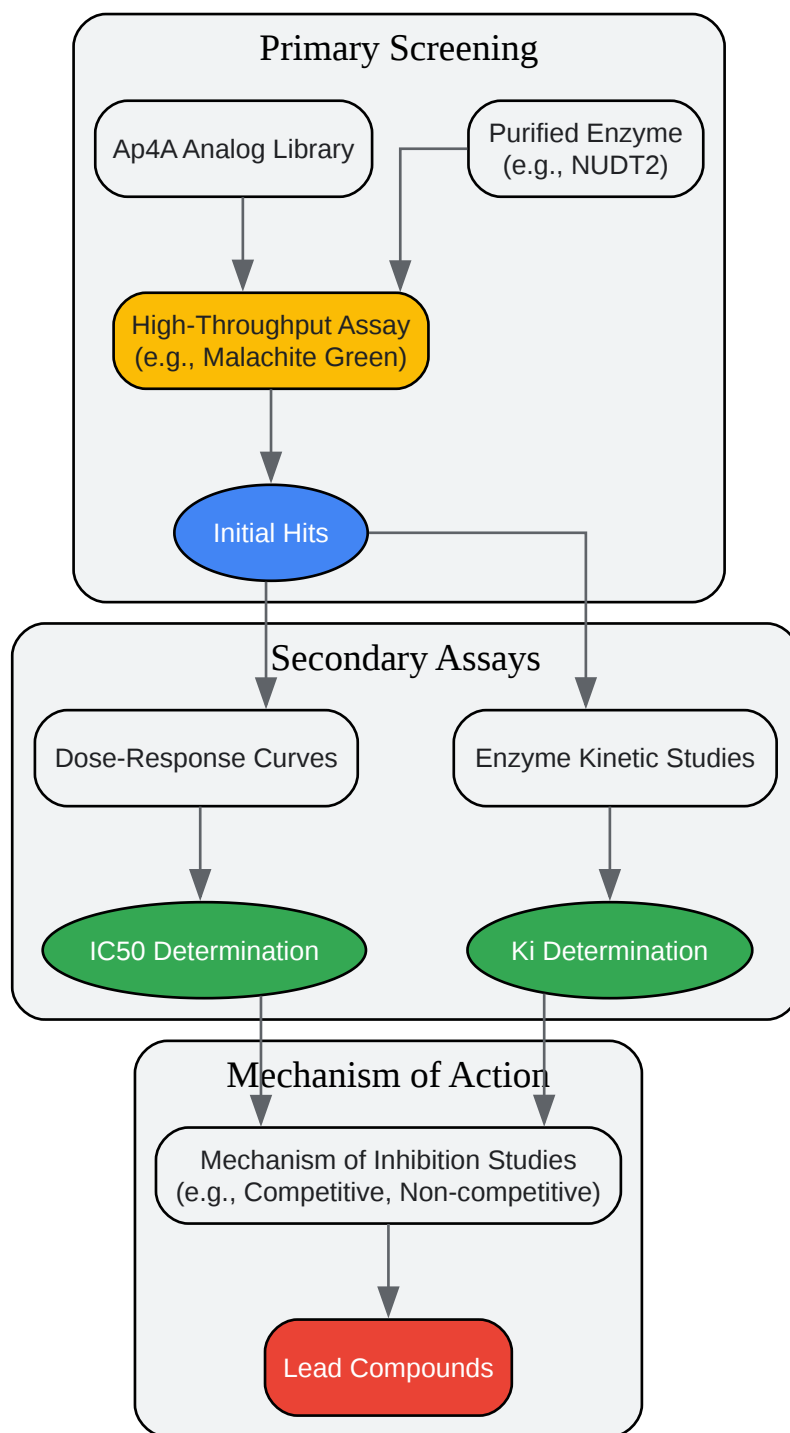 Primary Screening
Ap4A Analog Library
Purified Enzyme
(e.g., NUDT2)
High-Throughput Assay
(e.g., Malachite Green)
Initial Hits
Secondary Assays
Dose-Response Curves
Enzyme Kinetic Studies
IC50 Determination
Ki Determination
Mechanism of Action
Mechanism of Inhibition Studies
(e.g., Competitive, Non-competitive)
Lead Compounds